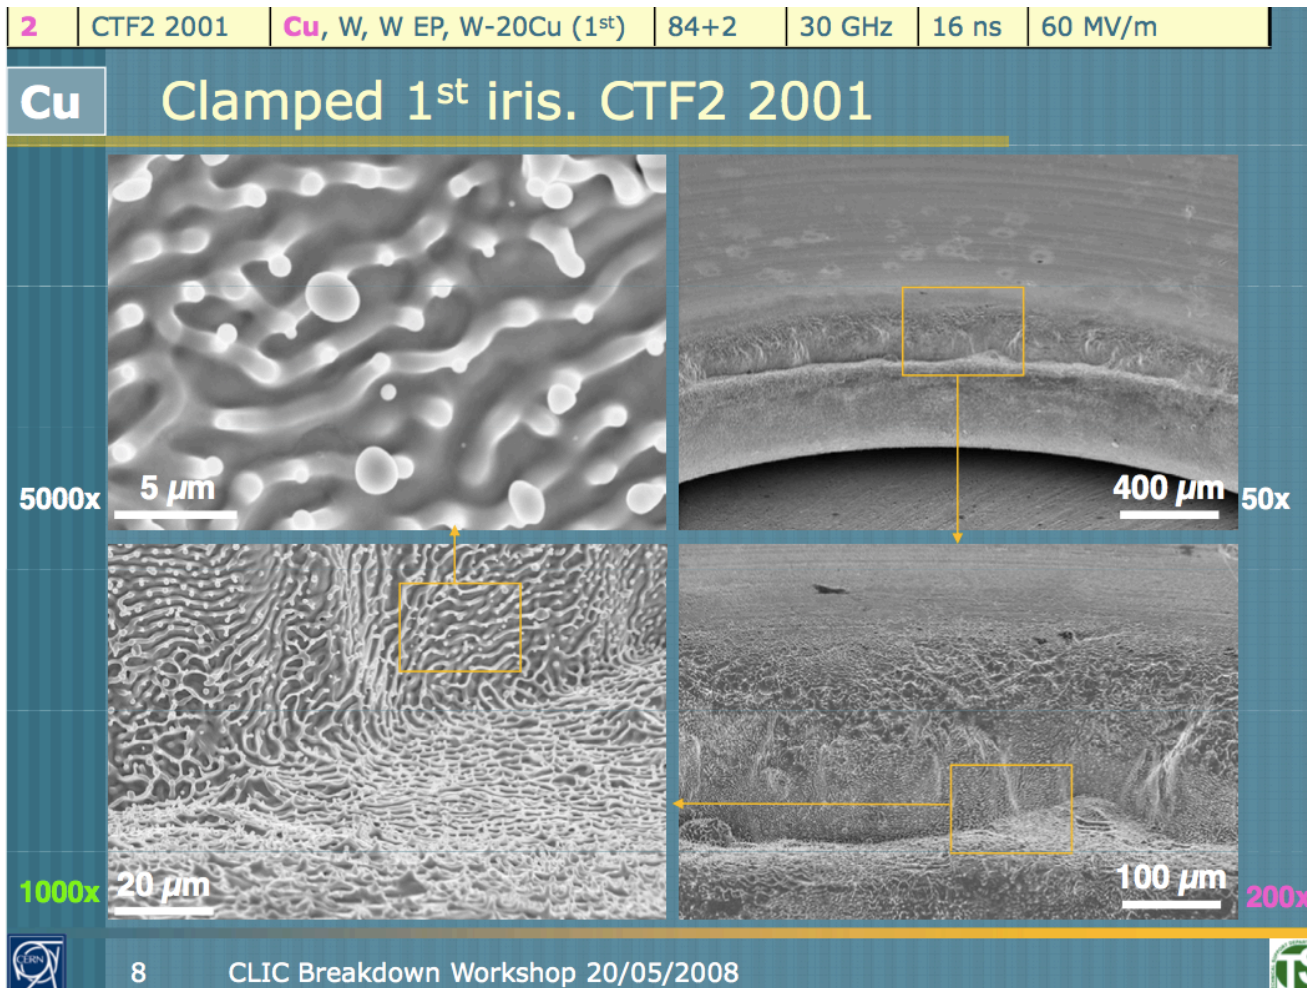 2 CTF2 2001 Cu, W, W EP, W-20Cu (1st) 84+2 30 GHz 16 ns 60 MV/m
Cu Clamped 1st iris. CTF2 2001
5000x 5 µm 400 µm 50x
1000x 20 µm 100 µm 200x
CERN
8 CLIC Breakdown Workshop 20/05/2008